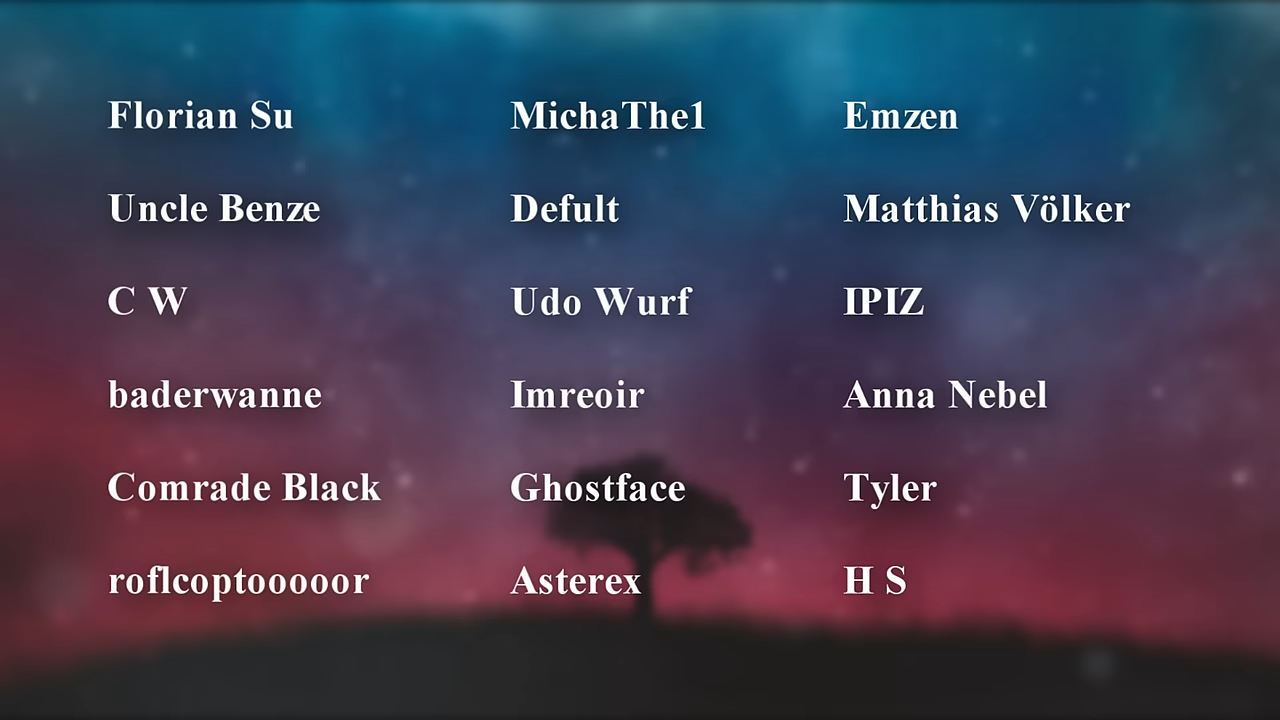 Florian Su MichaThe1 Emzen
Uncle Benze Defult Matthias Völker
C W Udo Wurf IPIZ
baderwanne Imreoir Anna Nebel
Comrade Black Ghostface Tyler
roflcoptooooor Asterex H S